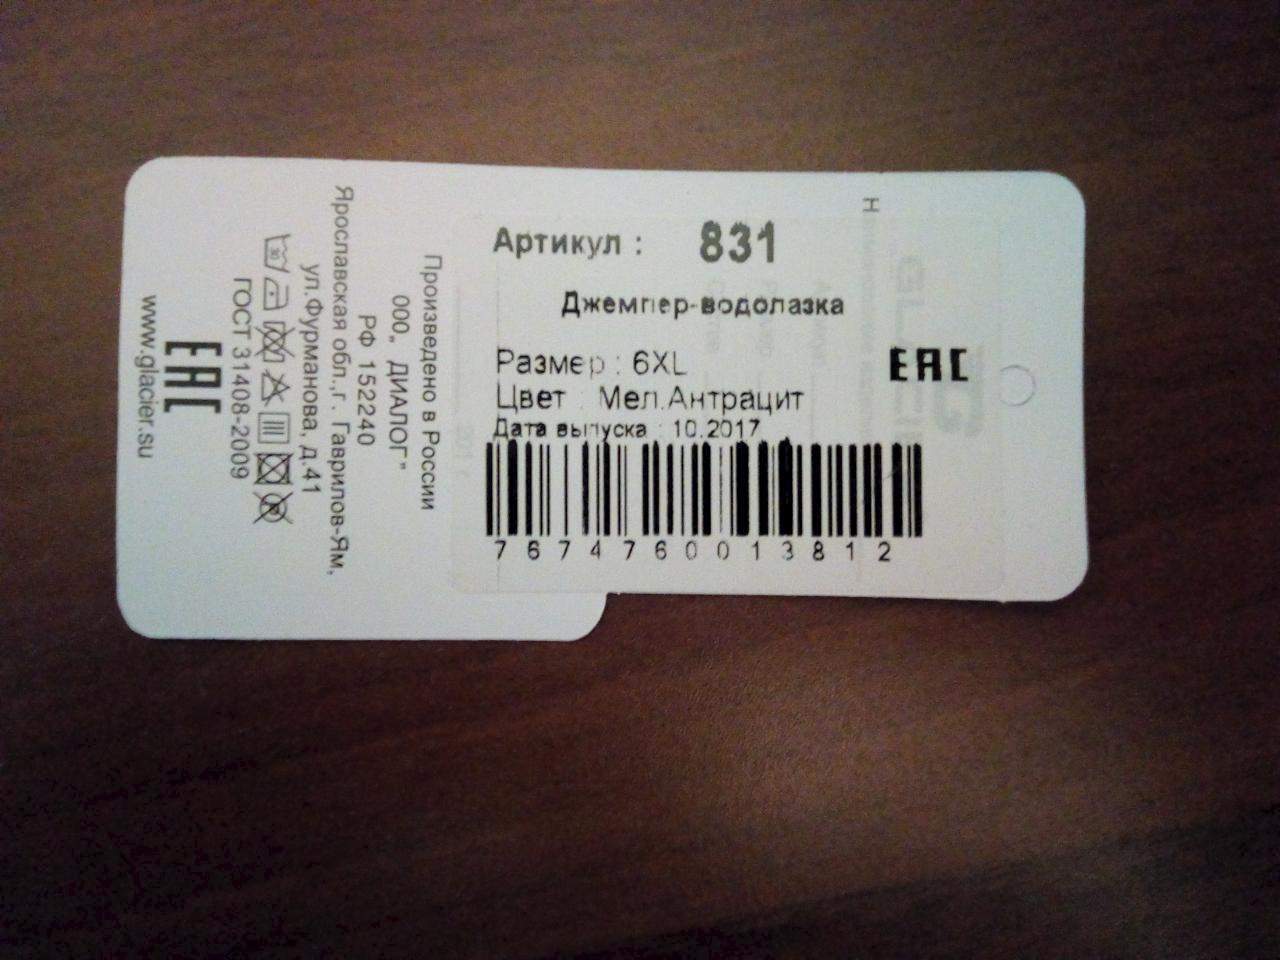 Артикул : 831
Джемпер-водолазка
Размер : 6XL
Цвет : Мел.Антрацит
Дата выпуска : 10.2017
EAC
7674760013812
Произведено в России
ООО „ ДИАЛОГ"
РФ 152240
Ярославская обл.,г. Гаврилов-Ям,
ул.Фурманова, д.41
30
P
ГОСТ 31408-2009
EAC
www.glacier.su